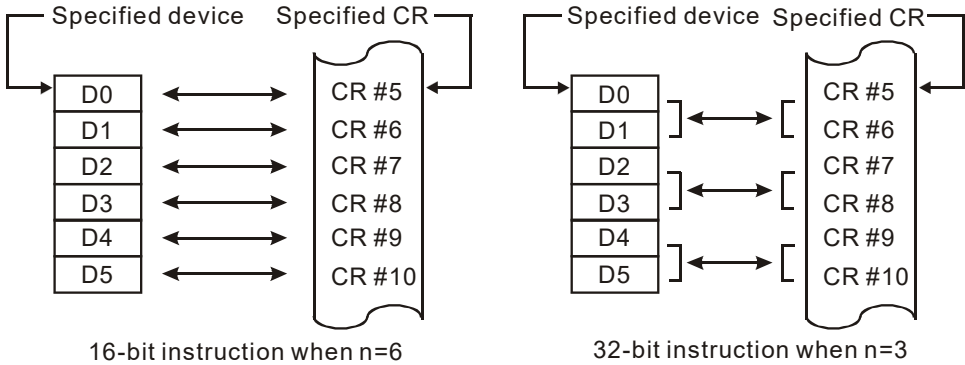 Specified device Specified CR
D0 CR #5
D1 CR #6
D2 CR #7
D3 CR #8
D4 CR #9
D5 CR #10
16-bit instruction when n=6
Specified device Specified CR
D0 CR #5
D1 CR #6
D2 CR #7
D3 CR #8
D4 CR #9
D5 CR #10
32-bit instruction when n=3